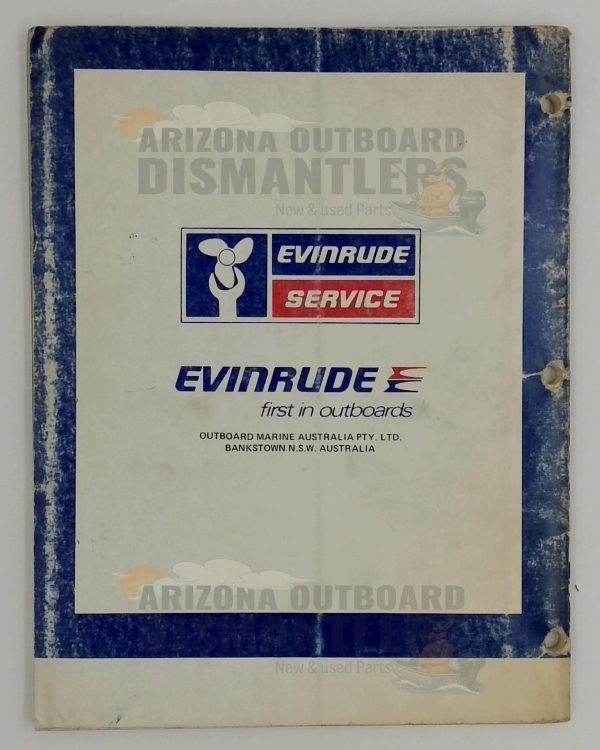 ARIZONA OUTBOARD
DISMANTLERS
New & used Parts
EVINRUDE
SERVICE
EVINRUDE E
first in outboards
OUTBOARD MARINE AUSTRALIA PTY. LTD.
BANKSTOWN N.S.W. AUSTRALIA
ARIZONA OUTBOARD
DISMANTLERS
New & used Parts